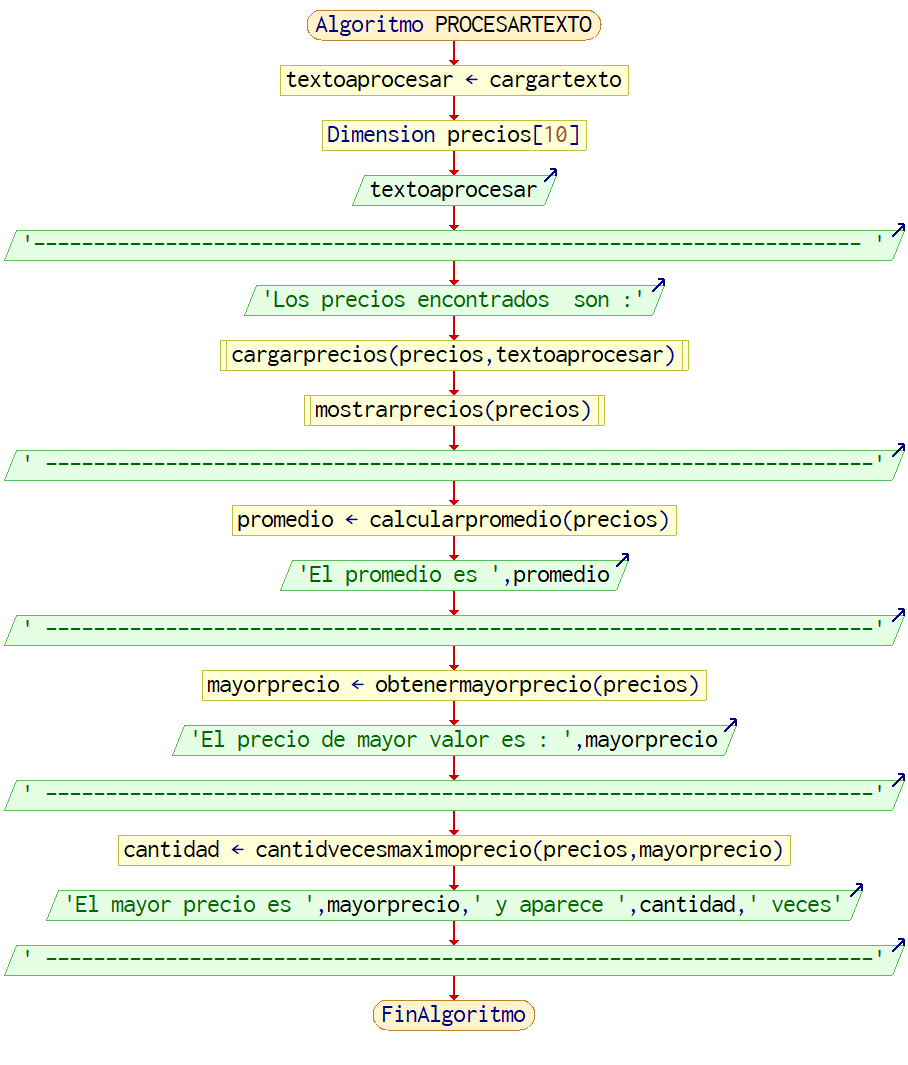 Algoritmo PROCESARTEXTO
textoaprocesar ← cargartexto
Dimension precios[10]
textoaprocesar
'--------------------------------------------------------------------- '
'Los precios encontrados  son :'
cargarprecios(precios,textoaprocesar)
mostrarprecios(precios)
' ---------------------------------------------------------------------'
promedio ← calcularpromedio(precios)
'El promedio es ',promedio
' ---------------------------------------------------------------------'
mayorprecio ← obtenermayorprecio(precios)
'El precio de mayor valor es : ',mayorprecio
' ---------------------------------------------------------------------'
cantidad ← cantidvecesmaximoprecio(precios,mayorprecio)
'El mayor precio es ',mayorprecio,' y aparece ',cantidad,' veces'
' ---------------------------------------------------------------------'
FinAlgoritmo